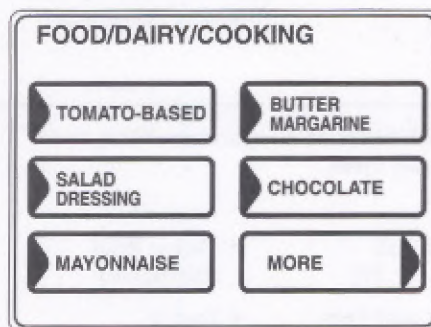 FOOD/DAIRY/COOKING
TOMATO-BASED
BUTTER
MARGARINE
SALAD
DRESSING
CHOCOLATE
MAYONNAISE
MORE